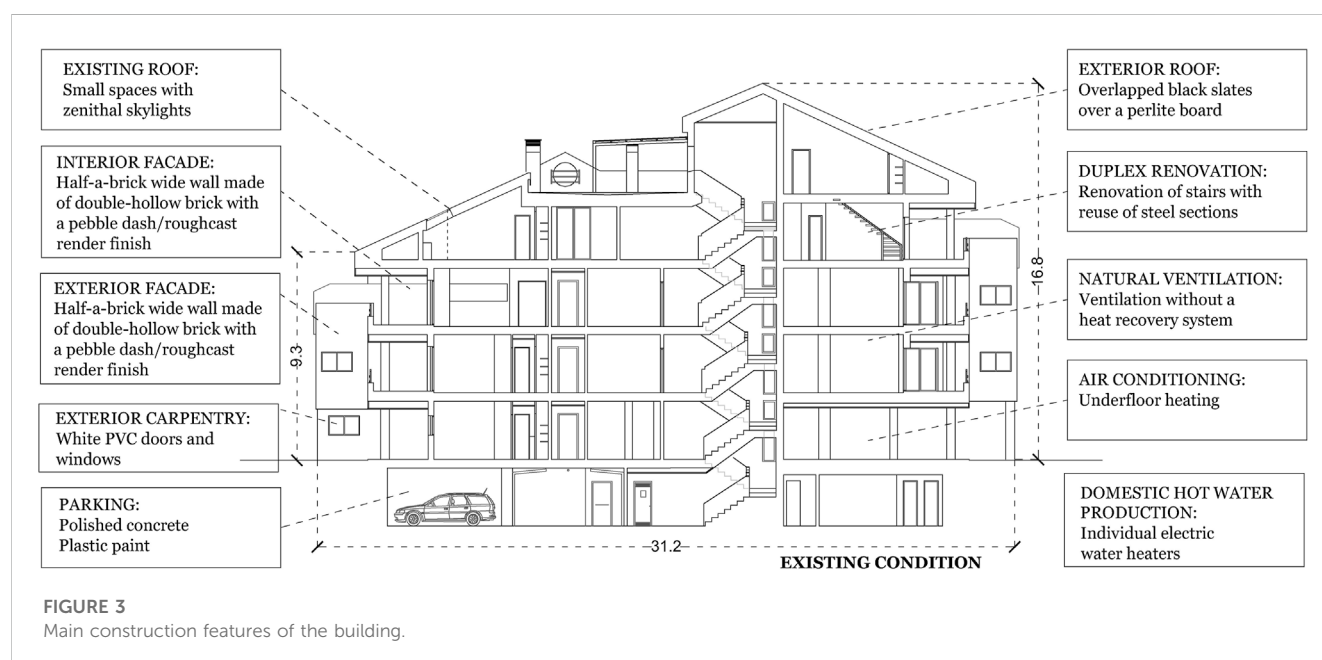 EXISTING ROOF:
Small spaces with
zenithal skylights
INTERIOR FACADE:
Half-a-brick wide wall made
of double-hollow brick with
a pebble dash/roughcast
render finish
EXTERIOR FACADE:
Half-a-brick wide wall made
of double-hollow brick with
a pebble dash/roughcast
render finish
EXTERIOR CARPENTRY:
White PVC doors and
windows
PARKING:
Polished concrete
Plastic paint
9.3
31.2
16.8
EXTERIOR ROOF:
Overlapped black slates
over a perlite board
DUPLEX RENOVATION:
Renovation of stairs with
reuse of steel sections
NATURAL VENTILATION:
Ventilation without a
heat recovery system
AIR CONDITIONING:
Underfloor heating
DOMESTIC HOT WATER
PRODUCTION:
Individual electric
water heaters
EXISTING CONDITION
FIGURE 3
Main construction features of the building.